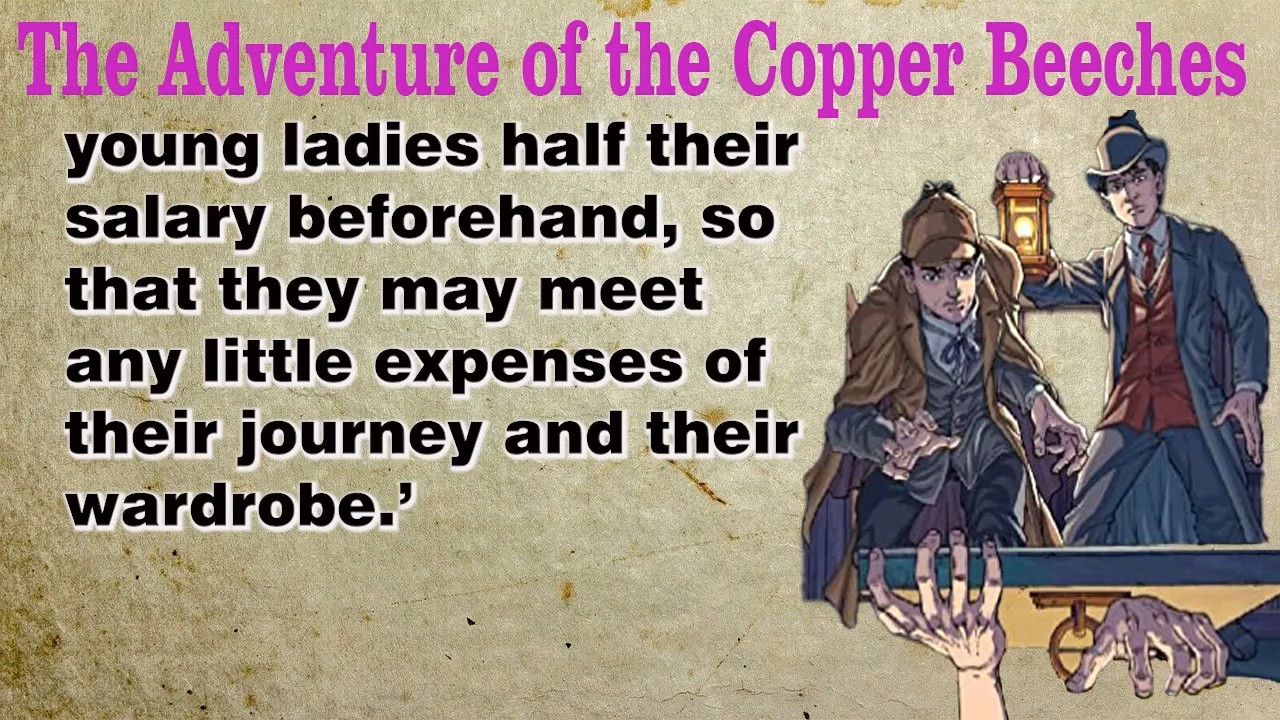 The Adventure of the Copper Beeches
young ladies half their
salary beforehand, so
that they may meet
any little expenses of
their journey and their
wardrobe.’